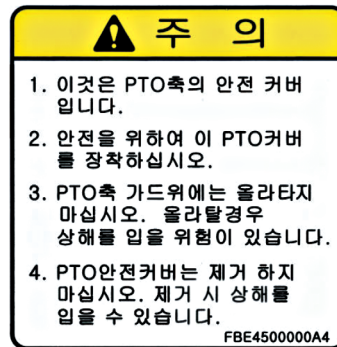 주 의
1. 이것은 PTO축의 안전 커버
입니다.
2. 안전을 위하여 이 PTO커버
를 장착하십시오.
3. PTO축 가드위에는 올라타지
마십시오. 올라탈경우
상해를 입을 위험이 있습니다.
4. PTO안전커버는 제거 하지
마십시오. 제거 시 상해를
입을 수 있습니다.
FBE4500000A4